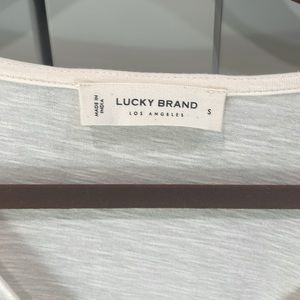 MADE IN
INDIA
LUCKY BRAND
LOS ANGELES
S